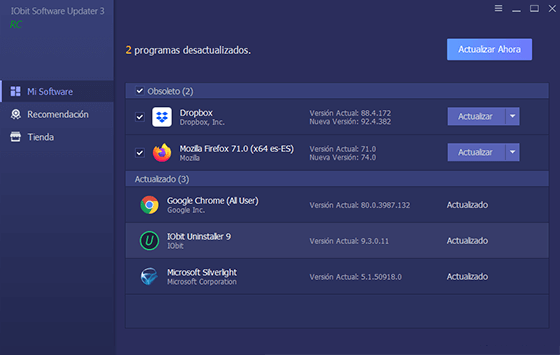 IObit Software Updater 3
RC
2 programas desactualizados.
Actualizar Ahora
Mi Software
Recomendación
Tienda
Obsoleto (2)
Dropbox
Dropbox, Inc.
Versión Actual: 88.4.172
Nueva Versión: 92.4.382
Actualizar
Mozilla Firefox 71.0 (x64 es-ES)
Mozilla
Versión Actual: 71.0
Nueva Versión: 74.0
Actualizar
Actualizado (3)
Google Chrome (All User)
Google Inc.
Versión Actual: 80.0.3987.132
Actualizado
IObit Uninstaller 9
IObit
Versión Actual: 9.3.0.11
Actualizado
Microsoft Silverlight
Microsoft Corporation
Versión Actual: 5.1.50918.0
Actualizado